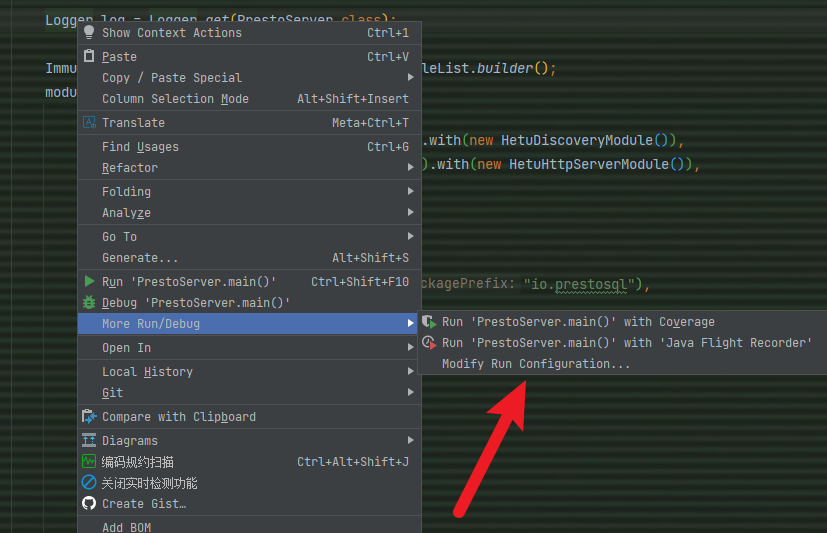 Logger log = Logger.get(PrestoServer.class);
Show Context Actions Ctrl+1
Paste Ctrl+V
Immu leList.builder();
Copy / Paste Special
modu
Column Selection Mode Alt+Shift+Insert
Translate Meta+Ctrl+T
.with(new HetuDiscoveryModule()),
Find Usages Ctrl+G
Refactor
).with(new HetuHttpServerModule()),
Folding
Analyze
Go To
Generate... Alt+Shift+S
Run 'PrestoServer.main()' Ctrl+Shift+F10
ckagePrefix: "io.prestosql"),
Debug 'PrestoServer.main()'
More Run/Debug
Run 'PrestoServer.main()' with Coverage
Run 'PrestoServer.main()' with 'Java Flight Recorder'
Modify Run Configuration...
Open In
Local History
Git
Compare with Clipboard
Diagrams
编码规约扫描 Ctrl+Alt+Shift+J
关闭实时检测功能
Create Gist…
Add BOM